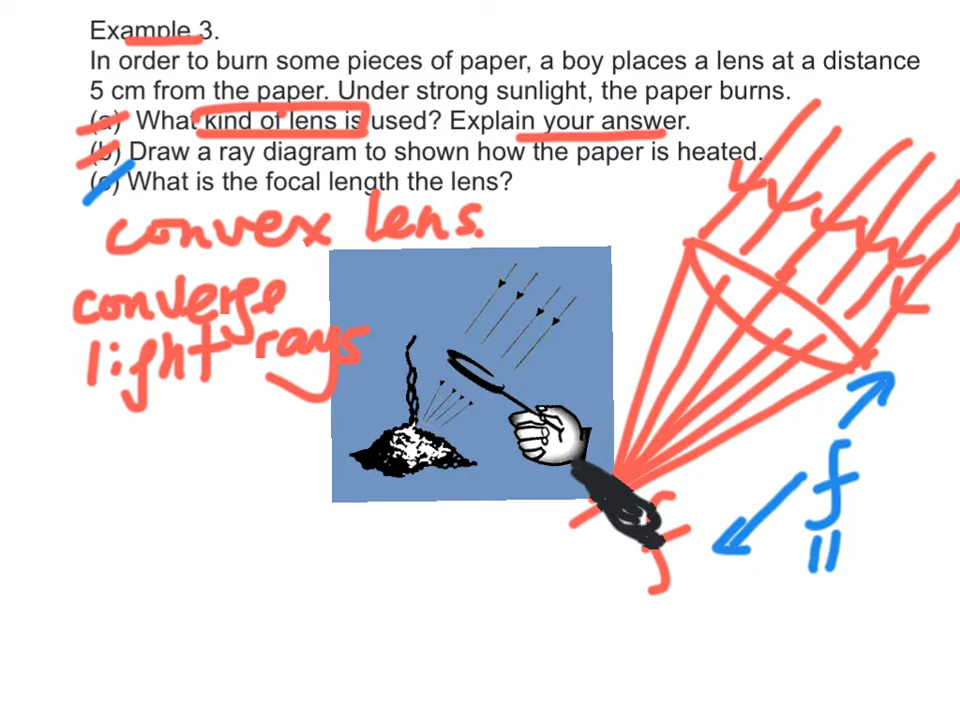 Example 3.
In order to burn some pieces of paper, a boy places a lens at a distance
5 cm from the paper. Under strong sunlight, the paper burns.
(a) What kind of lens is used? Explain your answer.
(b) Draw a ray diagram to shown how the paper is heated.
(c) What is the focal length the lens?
convex lens.
converge
light rays
f
=
f